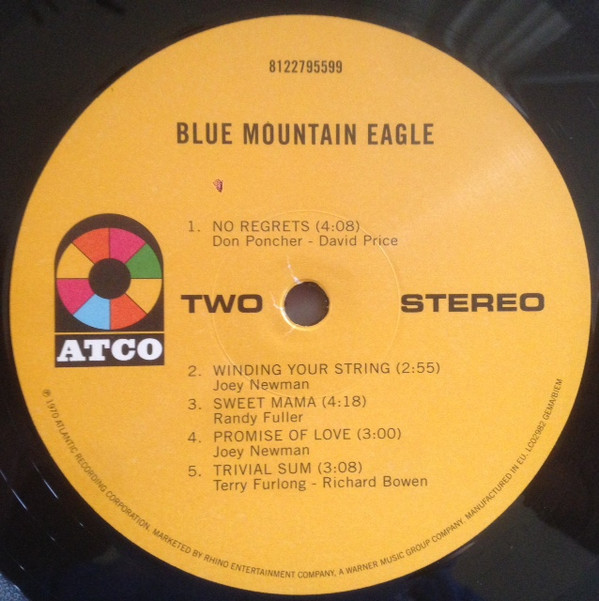 8122795599
BLUE MOUNTAIN EAGLE
1. NO REGRETS (4:08)
Don Poncher - David Price
ATCO
TWO
STEREO
2. WINDING YOUR STRING (2:55)
Joey Newman
3. SWEET MAMA (4:18)
Randy Fuller
4. PROMISE OF LOVE (3:00)
Joey Newman
5. TRIVIAL SUM (3:08)
Terry Furlong - Richard Bowen
℗ 1970 ATLANTIC RECORDING CORPORATION. MARKETED BY RHINO ENTERTAINMENT COMPANY, A WARNER MUSIC GROUP COMPANY. MANUFACTURED IN EU. LC02982 GEMA/BIEM